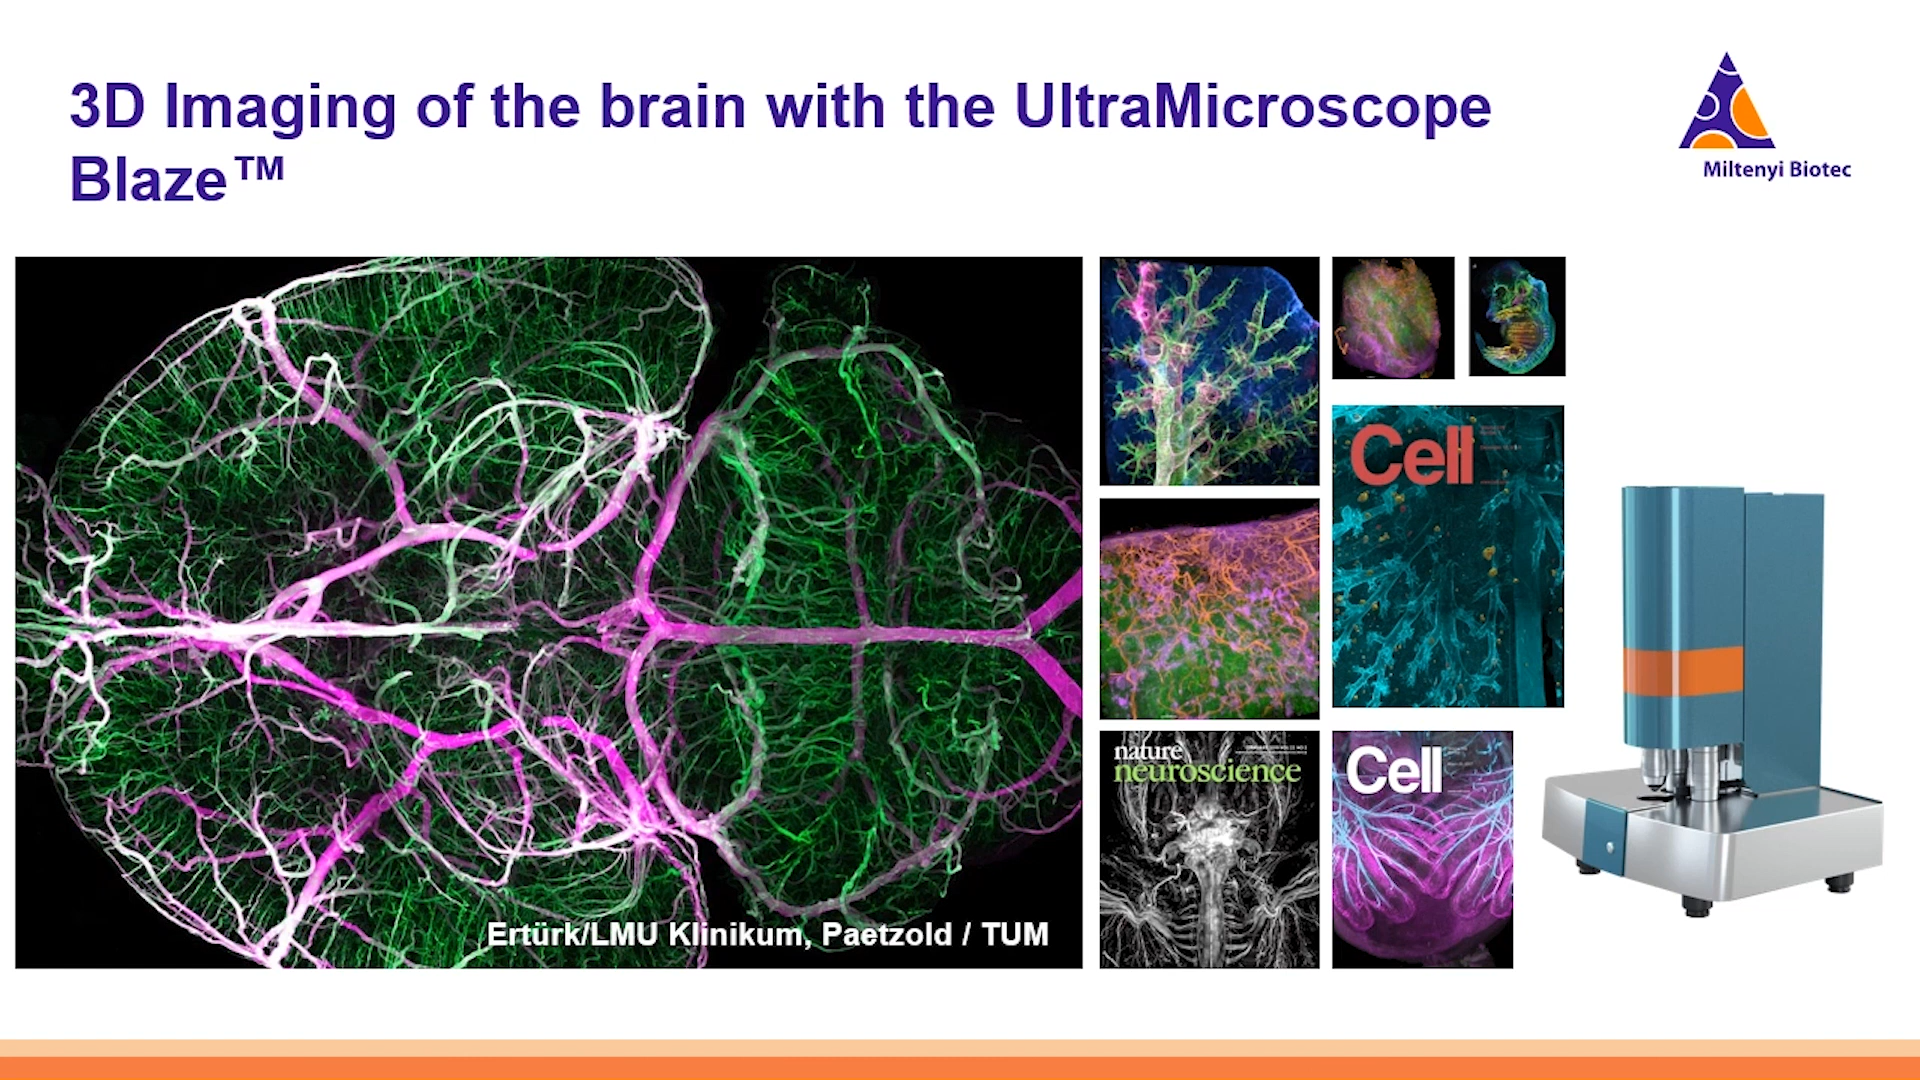 3D Imaging of the brain with the UltraMicroscope
Blaze™
Miltenyi Biotec
Cell
nature
neuroscience
Cell
Ertürk/LMU Klinikum, Paetzold / TUM